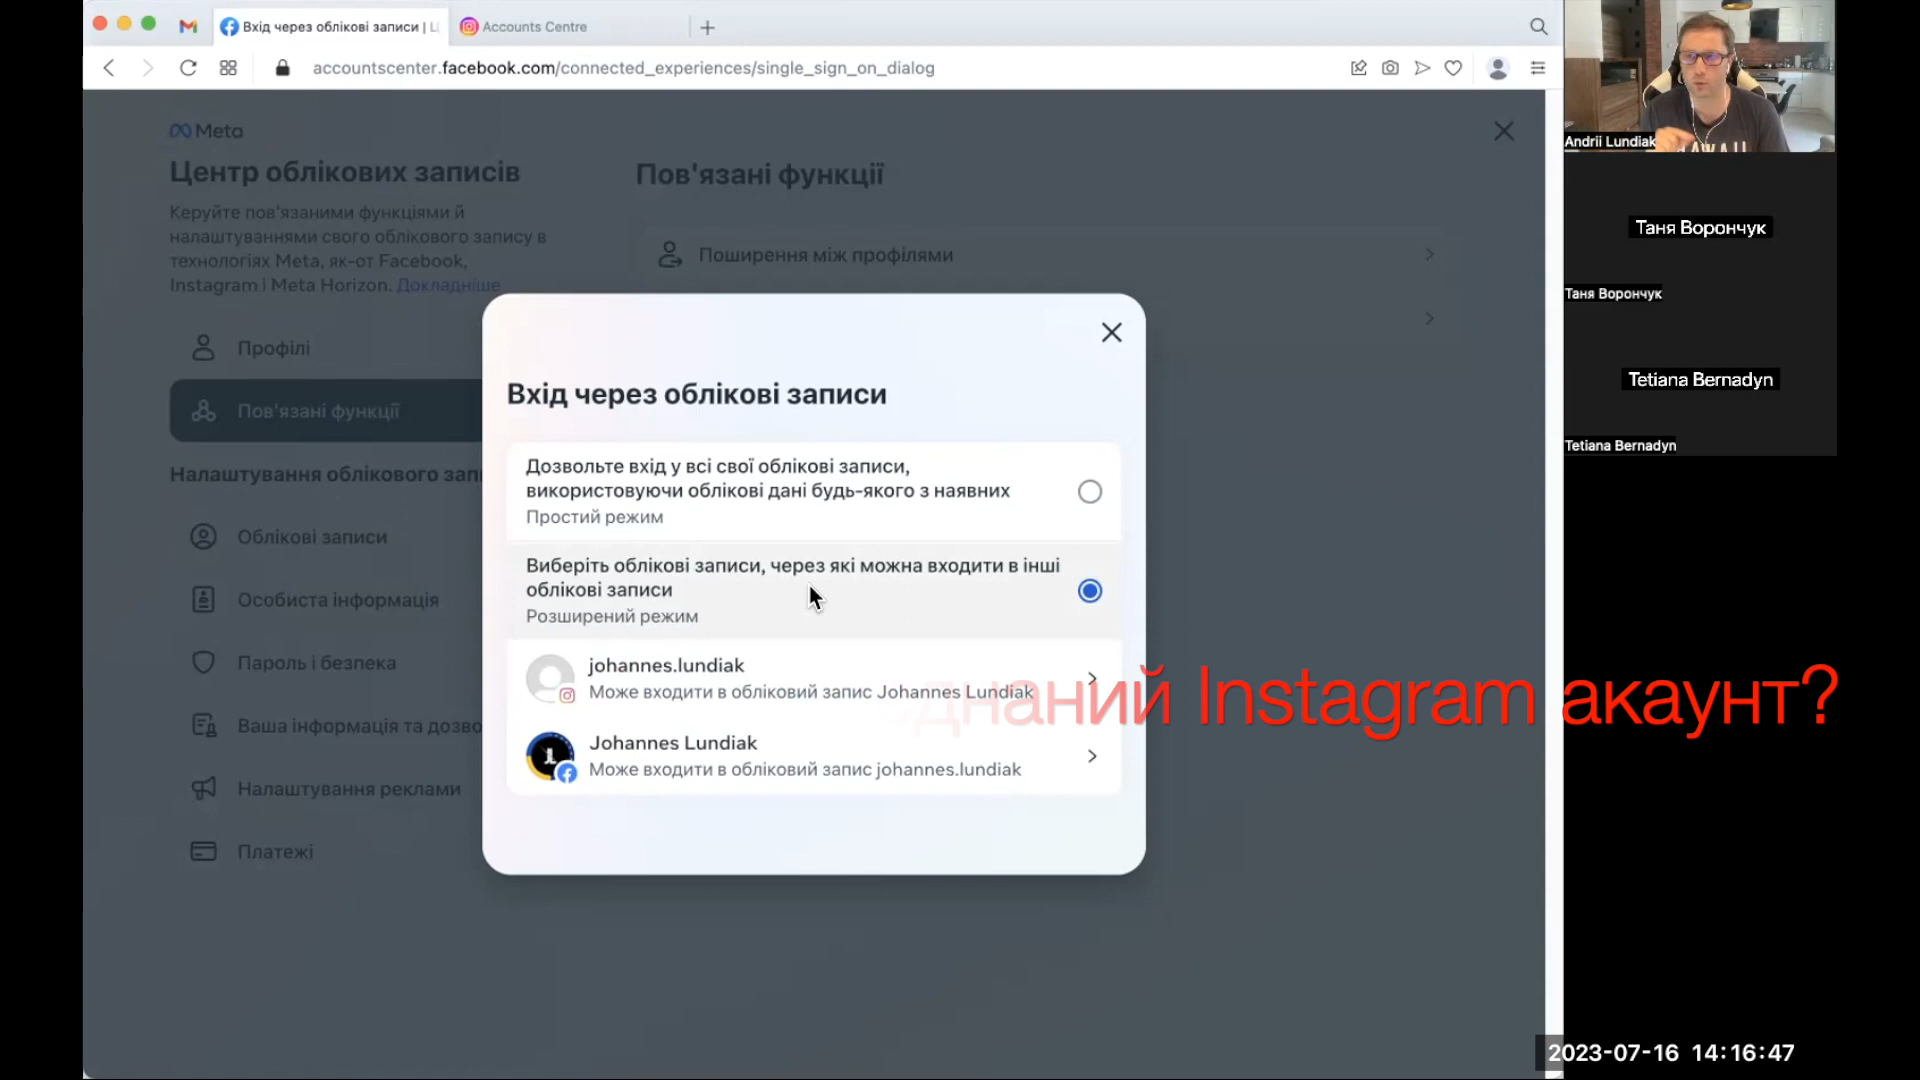 Вхід через облікові записи | Ц
Accounts Centre
accountscenter.facebook.com/connected_experiences/single_sign_on_dialog
Meta
Центр облікових записів
Керуйте пов'язаними функціями й
налаштуваннями свого облікового запису в
технологіях Meta, як-от Facebook,
Instagram і Meta Horizon. Докладніше
Профілі
Пов'язані функції
Налаштування облікового зап
Облікові записи
Особиста інформація
Пароль і безпека
Ваша інформація та дозво
Налаштування реклами
Платежі
Пов'язані функції
Поширення між профілями
Вхід через облікові записи
Дозвольте вхід у всі свої облікові записи,
використовуючи облікові дані будь-якого з наявних
Простий режим
Виберіть облікові записи, через які можна входити в інші
облікові записи
Розширений режим
johannes.lundiak
Може входити в обліковий запис Johannes Lundiak
Johannes Lundiak
Може входити в обліковий запис johannes.lundiak
днаний Instagram акаунт?
Andrii Lundiak
Таня Ворончук
Таня Ворончук
Tetiana Bernadyn
Tetiana Bernadyn
2023-07-16 14:16:47